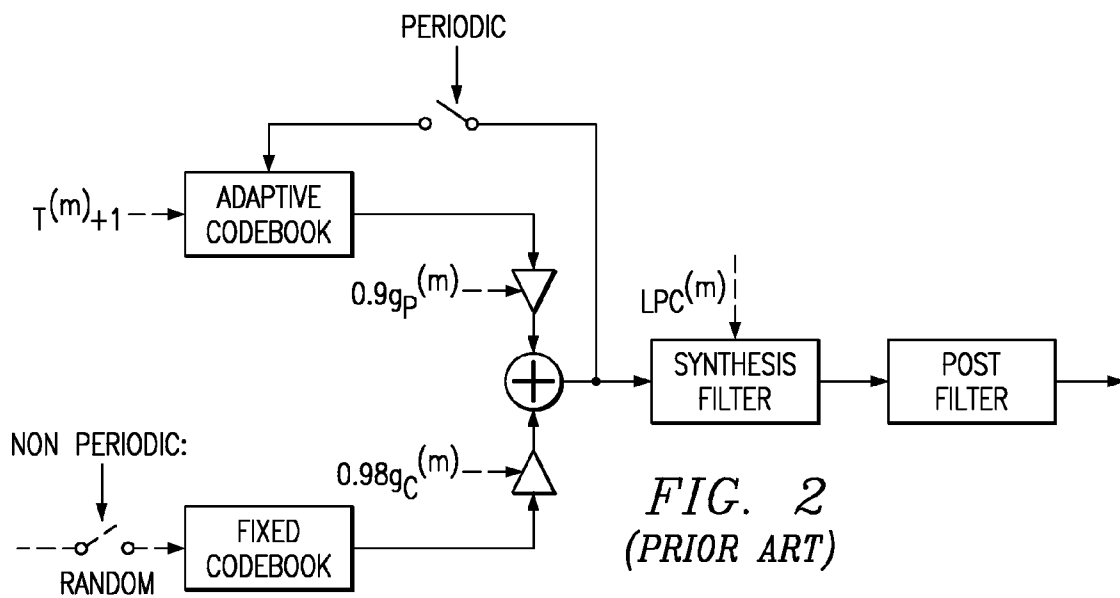 PERIODIC
ADAPTIVE
CODEBOOK
T(m)+1
0.9gP(m)
LPC(m)
SYNTHESIS
FILTER
POST
FILTER
NON PERIODIC:
0.98gC(m)
RANDOM
FIXED
CODEBOOK
FIG. 2
(PRIOR ART)